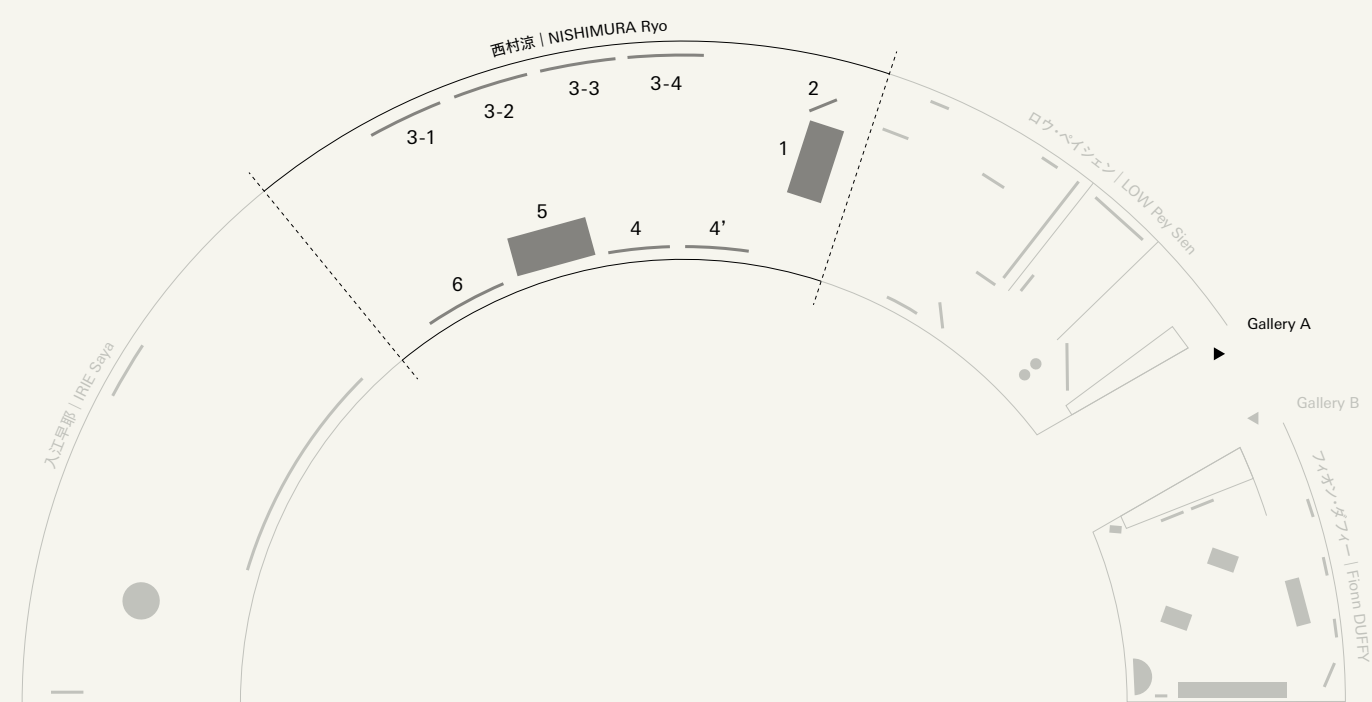 西村涼 | NISHIMURA Ryo
3-1
3-2
3-3
3-4
2
1
5
4
4’
6
ロウ・ペイシェン | LOW Pey Sien
Gallery A
Gallery B
入江早耶 | IRIE Saya
フィオン・ダフィー | Fionn DUFFY